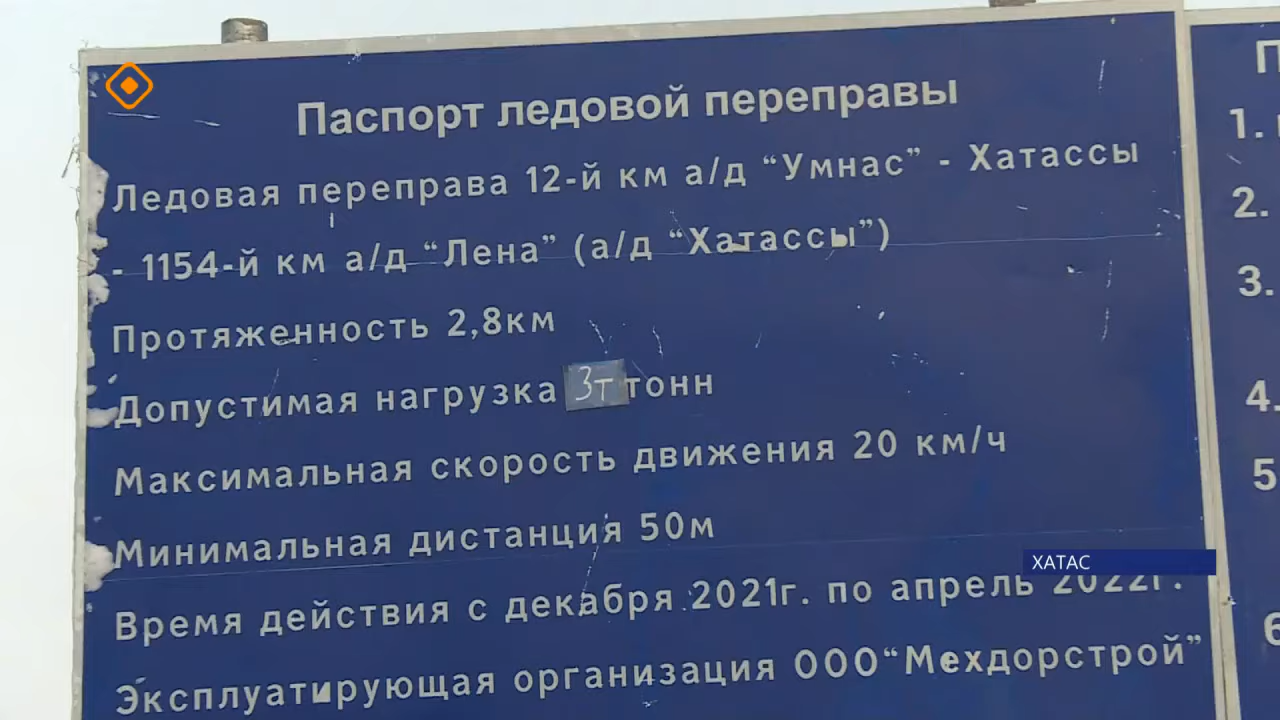 Паспорт ледовой переправы
Ледовая переправа 12-й км а/д “Умнас” - Хатассы
- 1154-й км а/д “Лена” (а/д “Хатассы”)
Протяженность 2,8км
Допустимая нагрузка 3т тонн
Максимальная скорость движения 20 км/ч
Минимальная дистанция 50м
Время действия с декабря 2021г. по апрель 2022г.
Эксплуатирующая организация ООО“Мехдорстрой”
ХАТАС
П
1.
2.
3.
4.
5
6